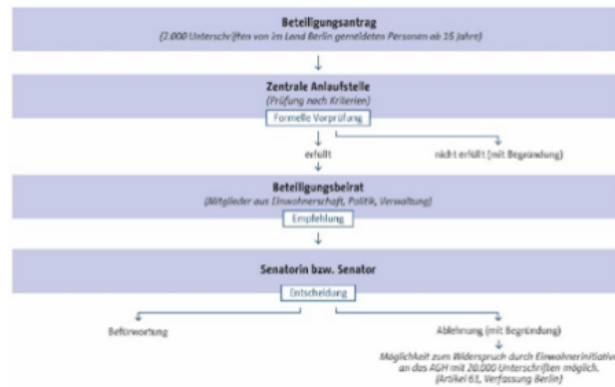 Beteiligungsantrag
(2.000 Unterschriften von im Land Berlin gemeldeten Personen ab 16 Jahre)
Zentrale Anlaufstelle
(Prüfung nach Kriterien)
Formelle Vorprüfung
erfüllt
nicht erfüllt (mit Begründung)
Beteiligungsbeirat
(Mitglieder aus Einwohnerschaft, Politik, Verwaltung)
Empfehlung
Senatorin bzw. Senator
Entscheidung
Befürwortung
Ablehnung (mit Begründung)
Möglichkeit zum Widerspruch durch Einwohnerinitiative
an das AGH mit 20.000 Unterschriften möglich.
(Artikel 61, Verfassung Berlin)